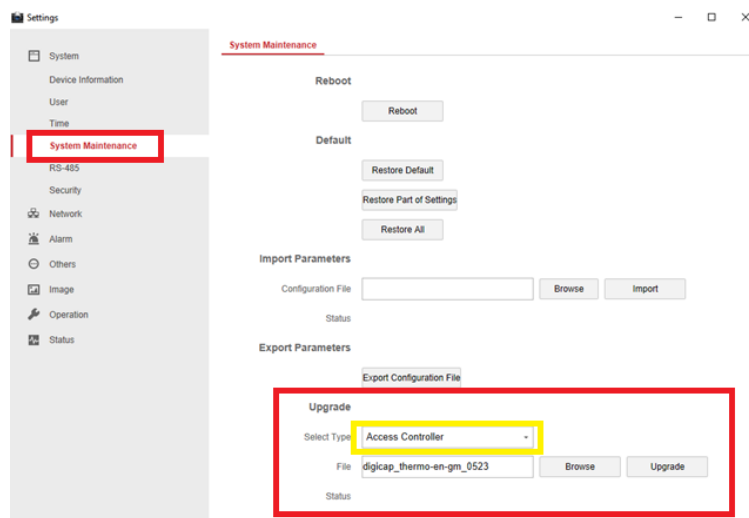 Settings
System
Device Information
User
Time
System Maintenance
RS-485
Security
Network
Alarm
Others
Image
Operation
Status
System Maintenance
Reboot
Reboot
Default
Restore Default
Restore Part of Settings
Restore All
Import Parameters
Configuration File
Browse
Import
Status
Export Parameters
Export Configuration File
Upgrade
Select Type
Access Controller
File
digicap_thermo-en-gm_0523
Browse
Upgrade
Status